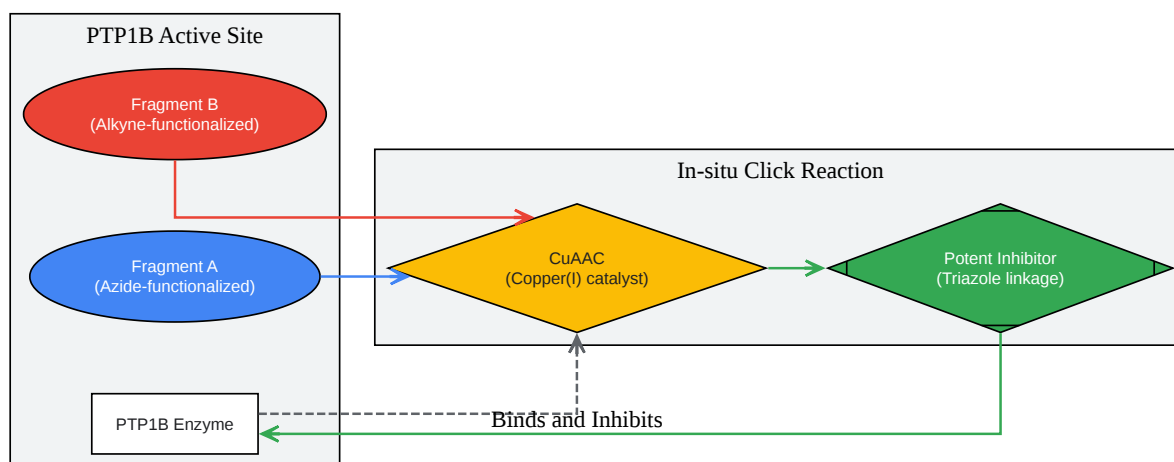 PTP1B Active Site
Fragment B
(Alkyne-functionalized)
In-situ Click Reaction
Fragment A
(Azide-functionalized)
CuAAC
(Copper(I) catalyst)
Potent Inhibitor
(Triazole linkage)
PTP1B Enzyme
Binds and Inhibits